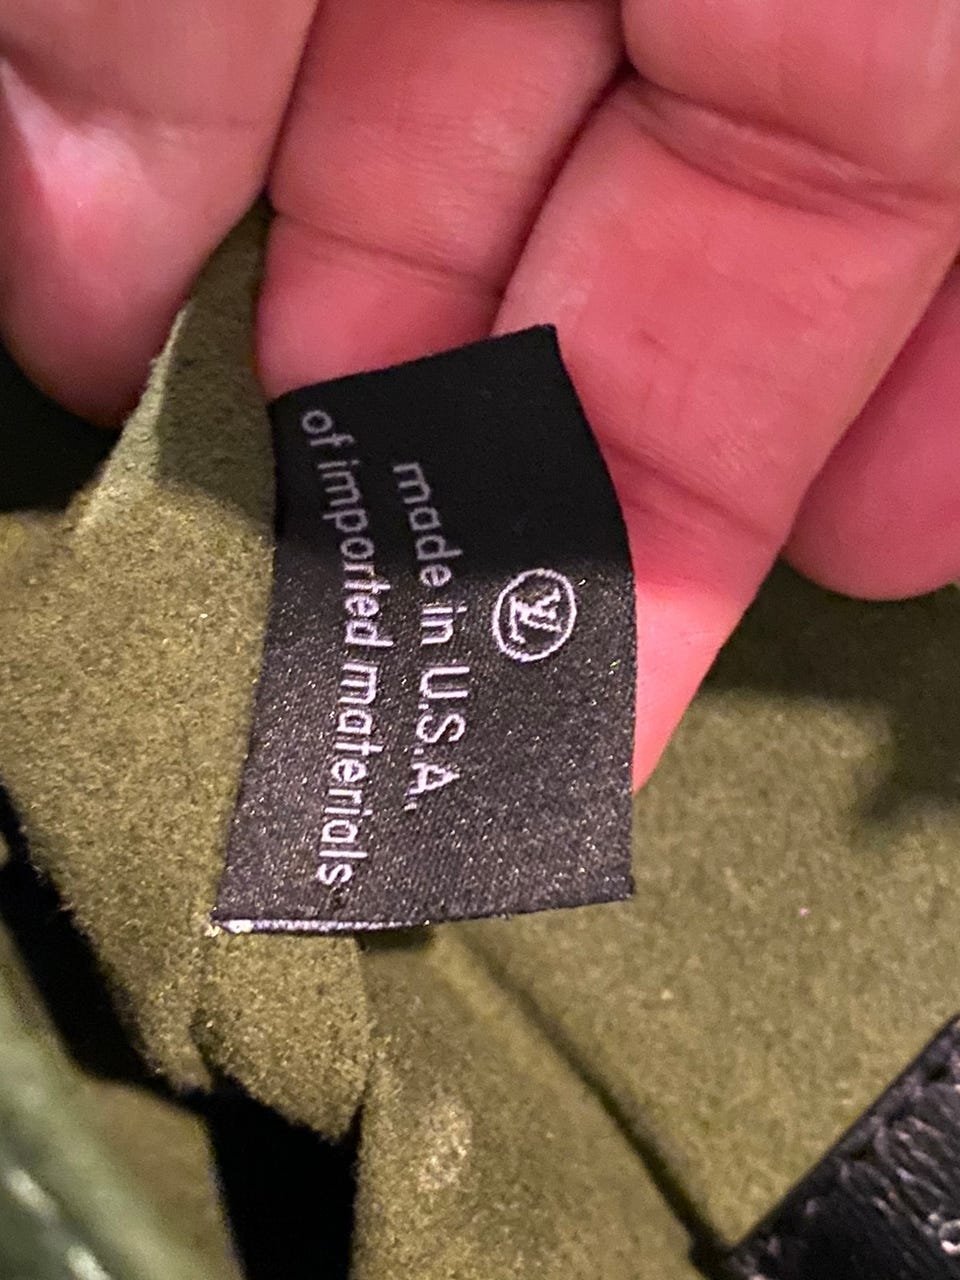 LV
made in U.S.A.
of imported materials